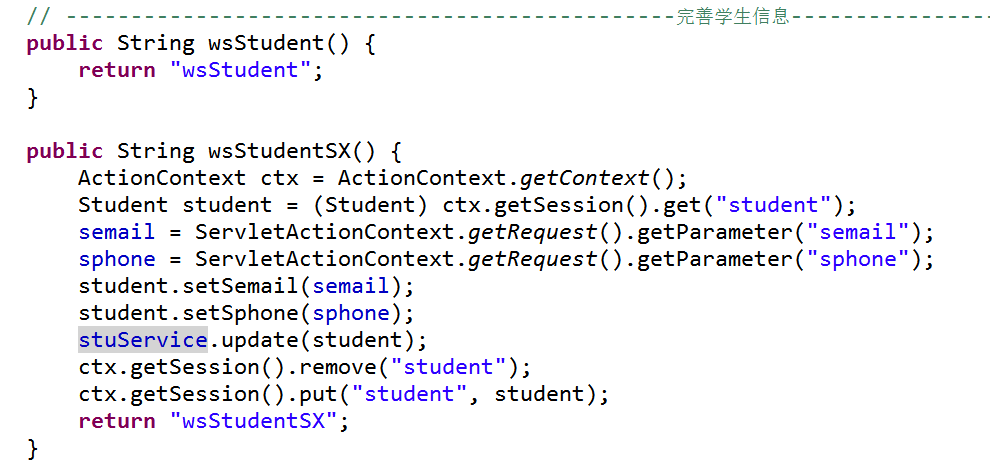 // -----------------------------------------------完善学生信息----------------
public String wsStudent() {
    return "wsStudent";
}

public String wsStudentSX() {
    ActionContext ctx = ActionContext.getContext();
    Student student = (Student) ctx.getSession().get("student");
    semail = ServletActionContext.getRequest().getParameter("semail");
    sphone = ServletActionContext.getRequest().getParameter("sphone");
    student.setSemail(semail);
    student.setSphone(sphone);
    stuService.update(student);
    ctx.getSession().remove("student");
    ctx.getSession().put("student", student);
    return "wsStudentSX";
}